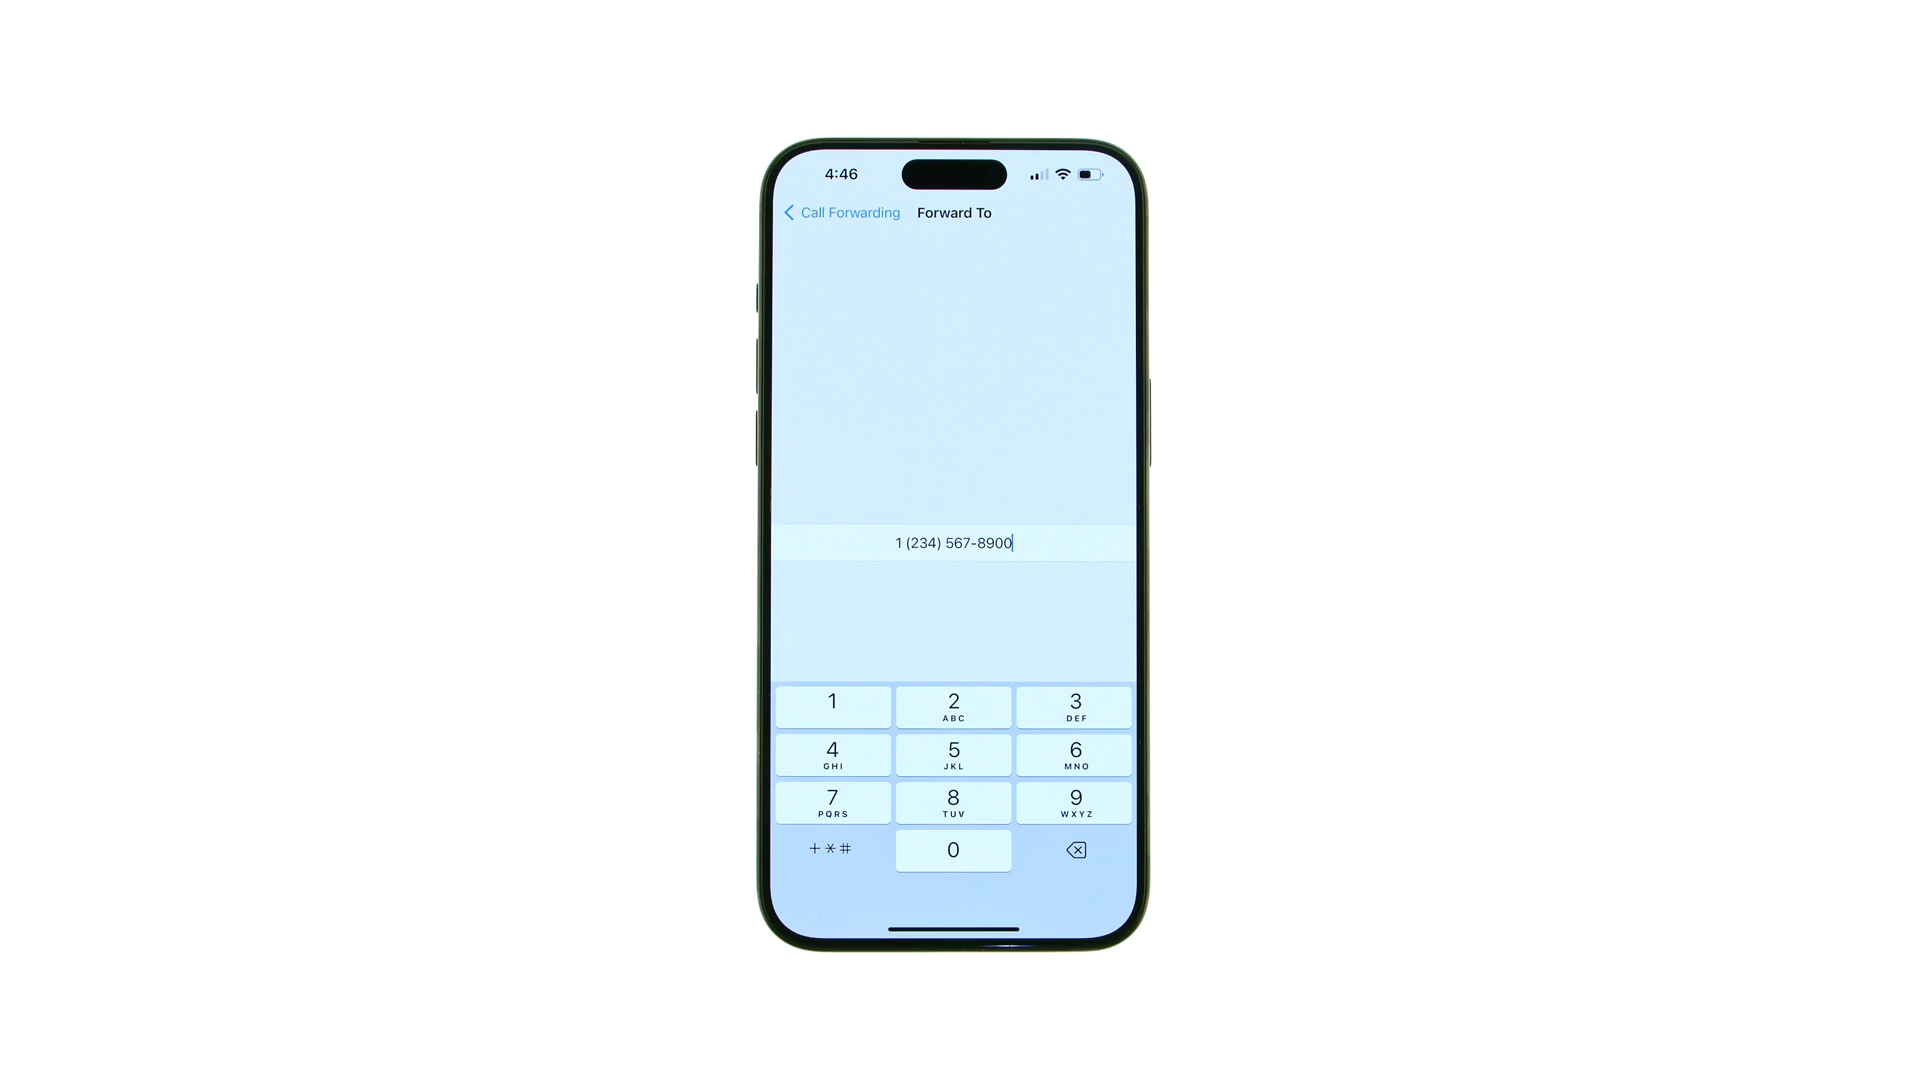 4:46
Call Forwarding Forward To
1 (234) 567-8900
1 2 3
ABC DEF
4 5 6
GHI JKL MNO
7 8 9
PQRS TUV WXYZ
+*# 0